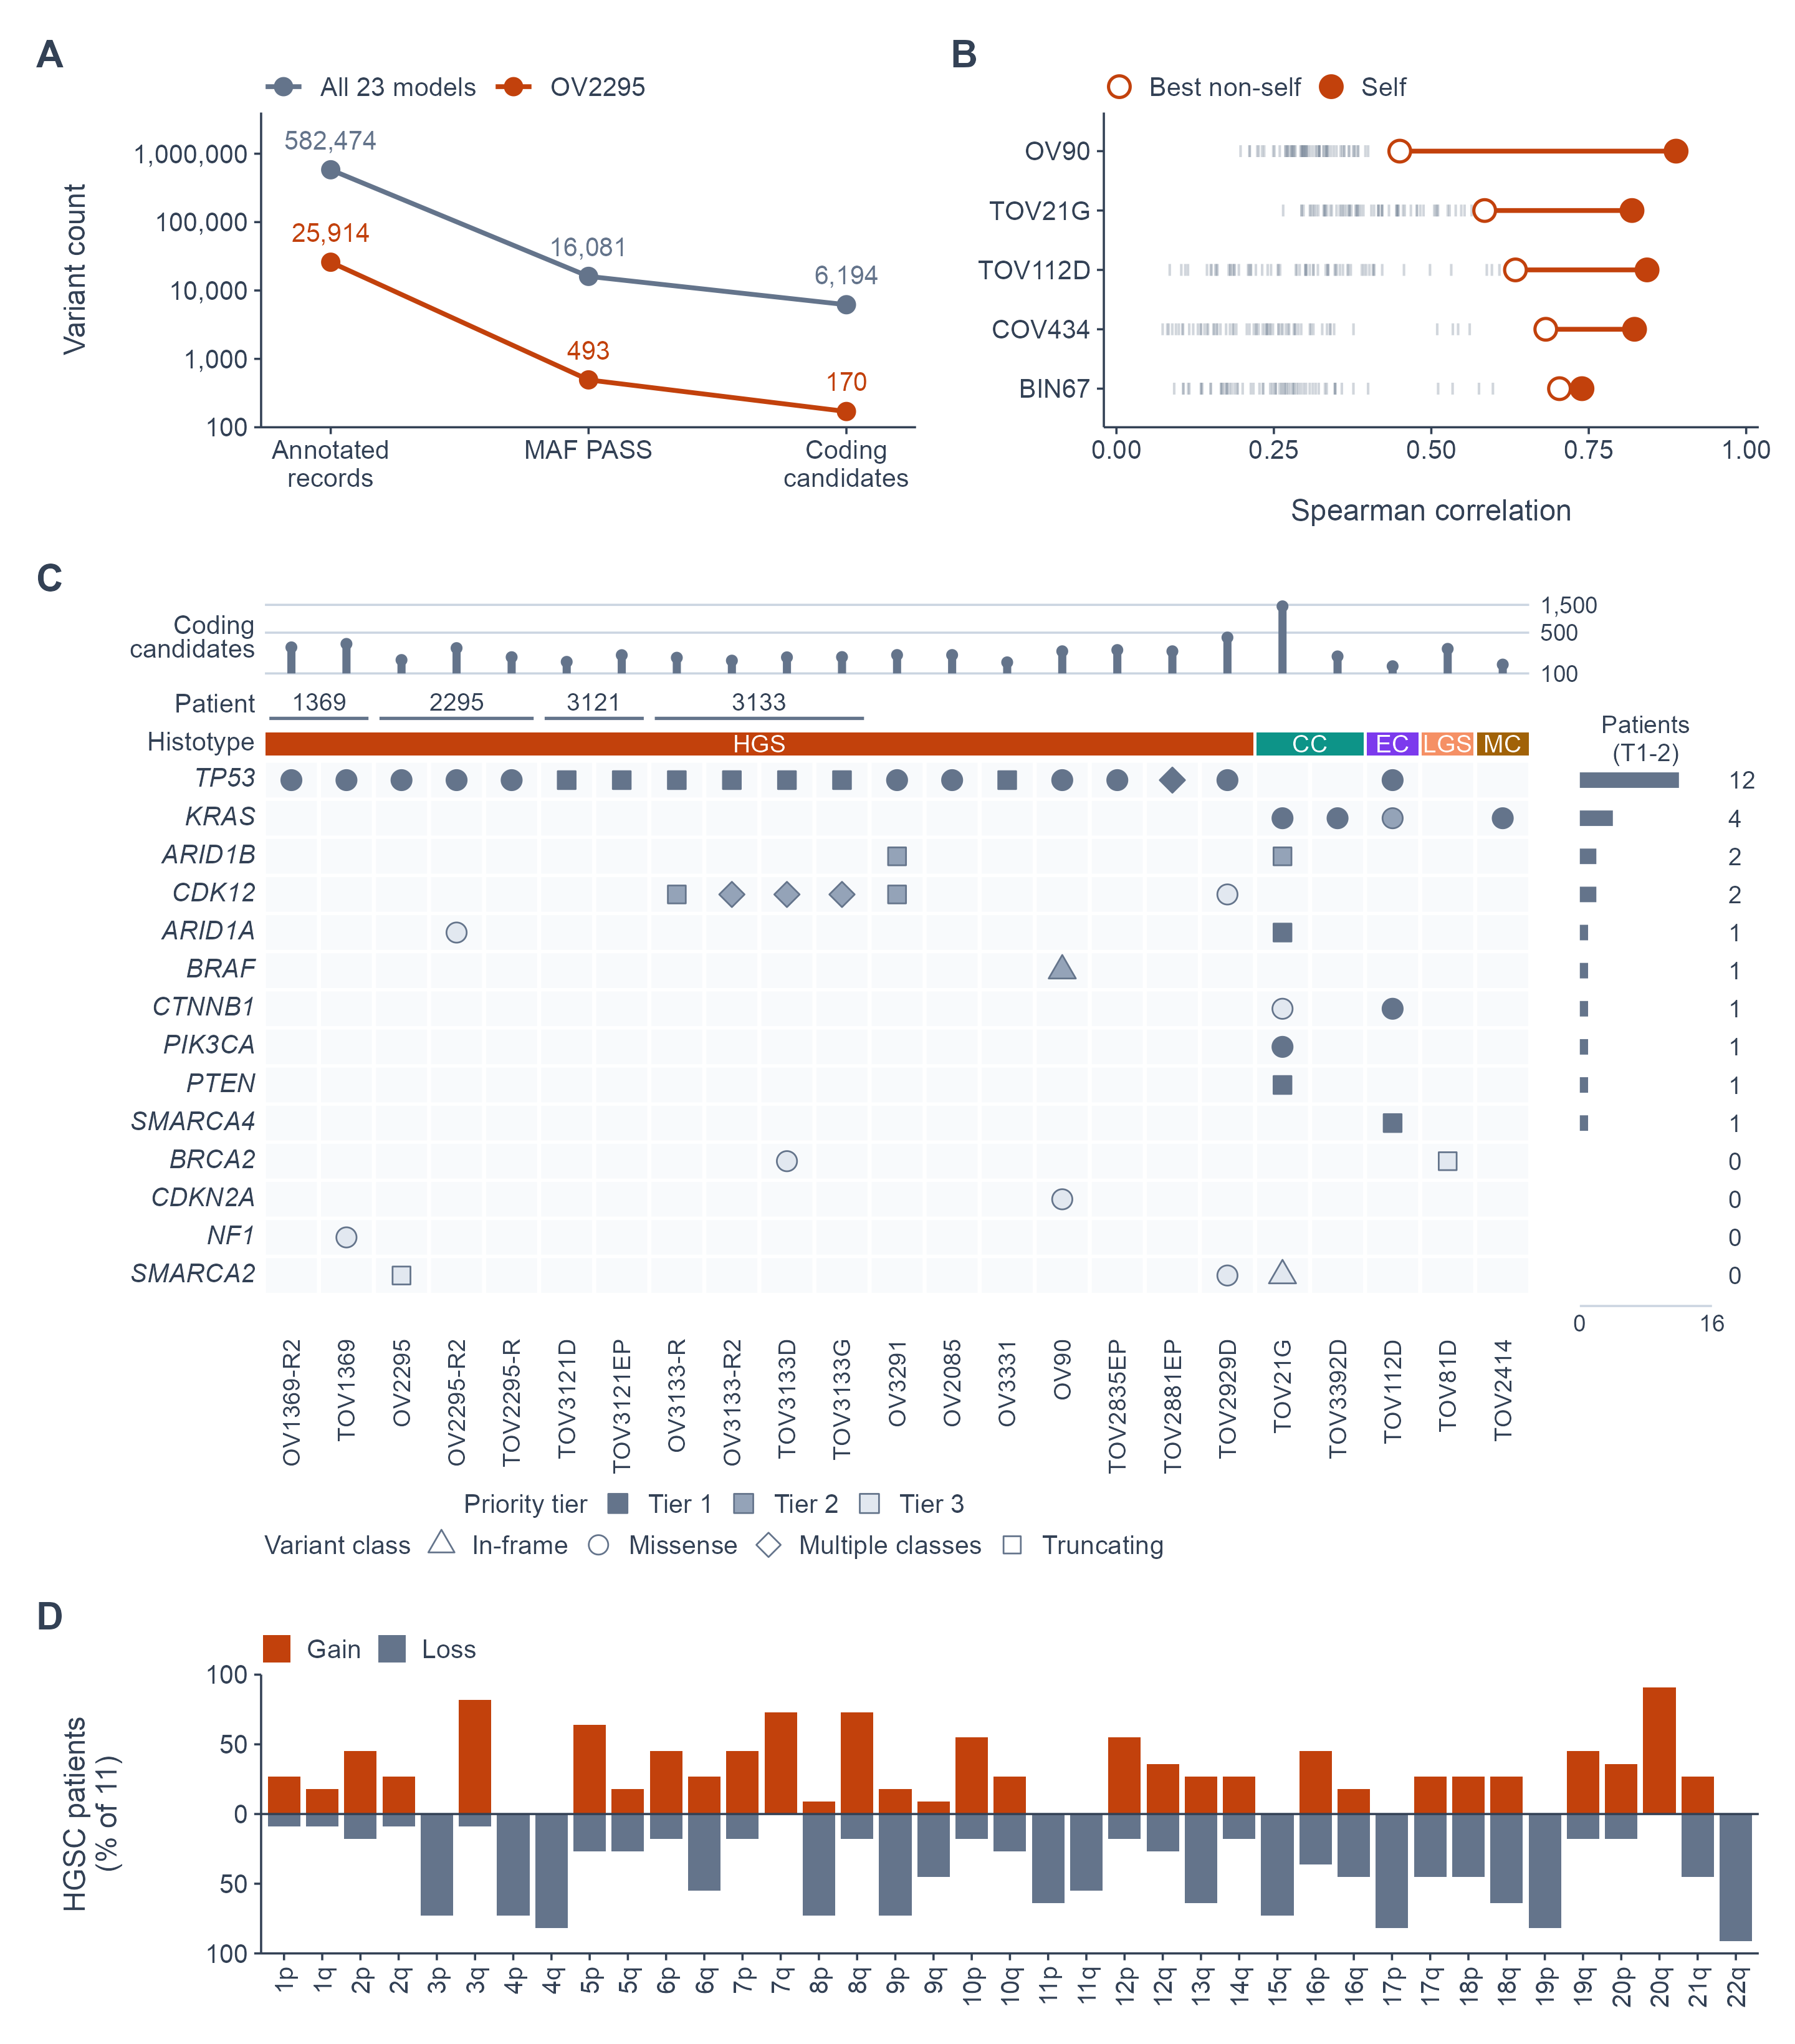 A
All 23 models
OV2295
Variant count
1,000,000
100,000
10,000
1,000
100
582,474
25,914
16,081
493
6,194
170
Annotated
records
MAF PASS
Coding
candidates
B
Best non-self
Self
OV90
TOV21G
TOV112D
COV434
BIN67
0.00
0.25
0.50
0.75
1.00
Spearman correlation
C
Coding
candidates
1,500
500
100
Patient
1369
2295
3121
3133
Histotype
HGS
CC
EC
LGS
MC
Patients
(T1-2)
TP53
12
KRAS
4
ARID1B
2
CDK12
2
ARID1A
1
BRAF
1
CTNNB1
1
PIK3CA
1
PTEN
1
SMARCA4
1
BRCA2
0
CDKN2A
0
NF1
0
SMARCA2
0
0
16
OV1369-R2
TOV1369
OV2295
OV2295-R2
TOV2295-R
TOV3121D
TOV3121EP
OV3133-R
OV3133-R2
TOV3133D
TOV3133G
OV3291
OV2085
OV3331
OV90
TOV2835EP
TOV2881EP
TOV2929D
TOV21G
TOV3392D
TOV112D
TOV81D
TOV2414
Priority tier
Tier 1
Tier 2
Tier 3
Variant class
In-frame
Missense
Multiple classes
Truncating
D
Gain
Loss
HGSC patients
(% of 11)
100
50
0
50
100
1p
1q
2p
2q
3p
3q
4p
4q
5p
5q
6p
6q
7p
7q
8p
8q
9p
9q
10p
10q
11p
11q
12p
12q
13q
14q
15q
16p
16q
17p
17q
18p
18q
19p
19q
20p
20q
21q
22q